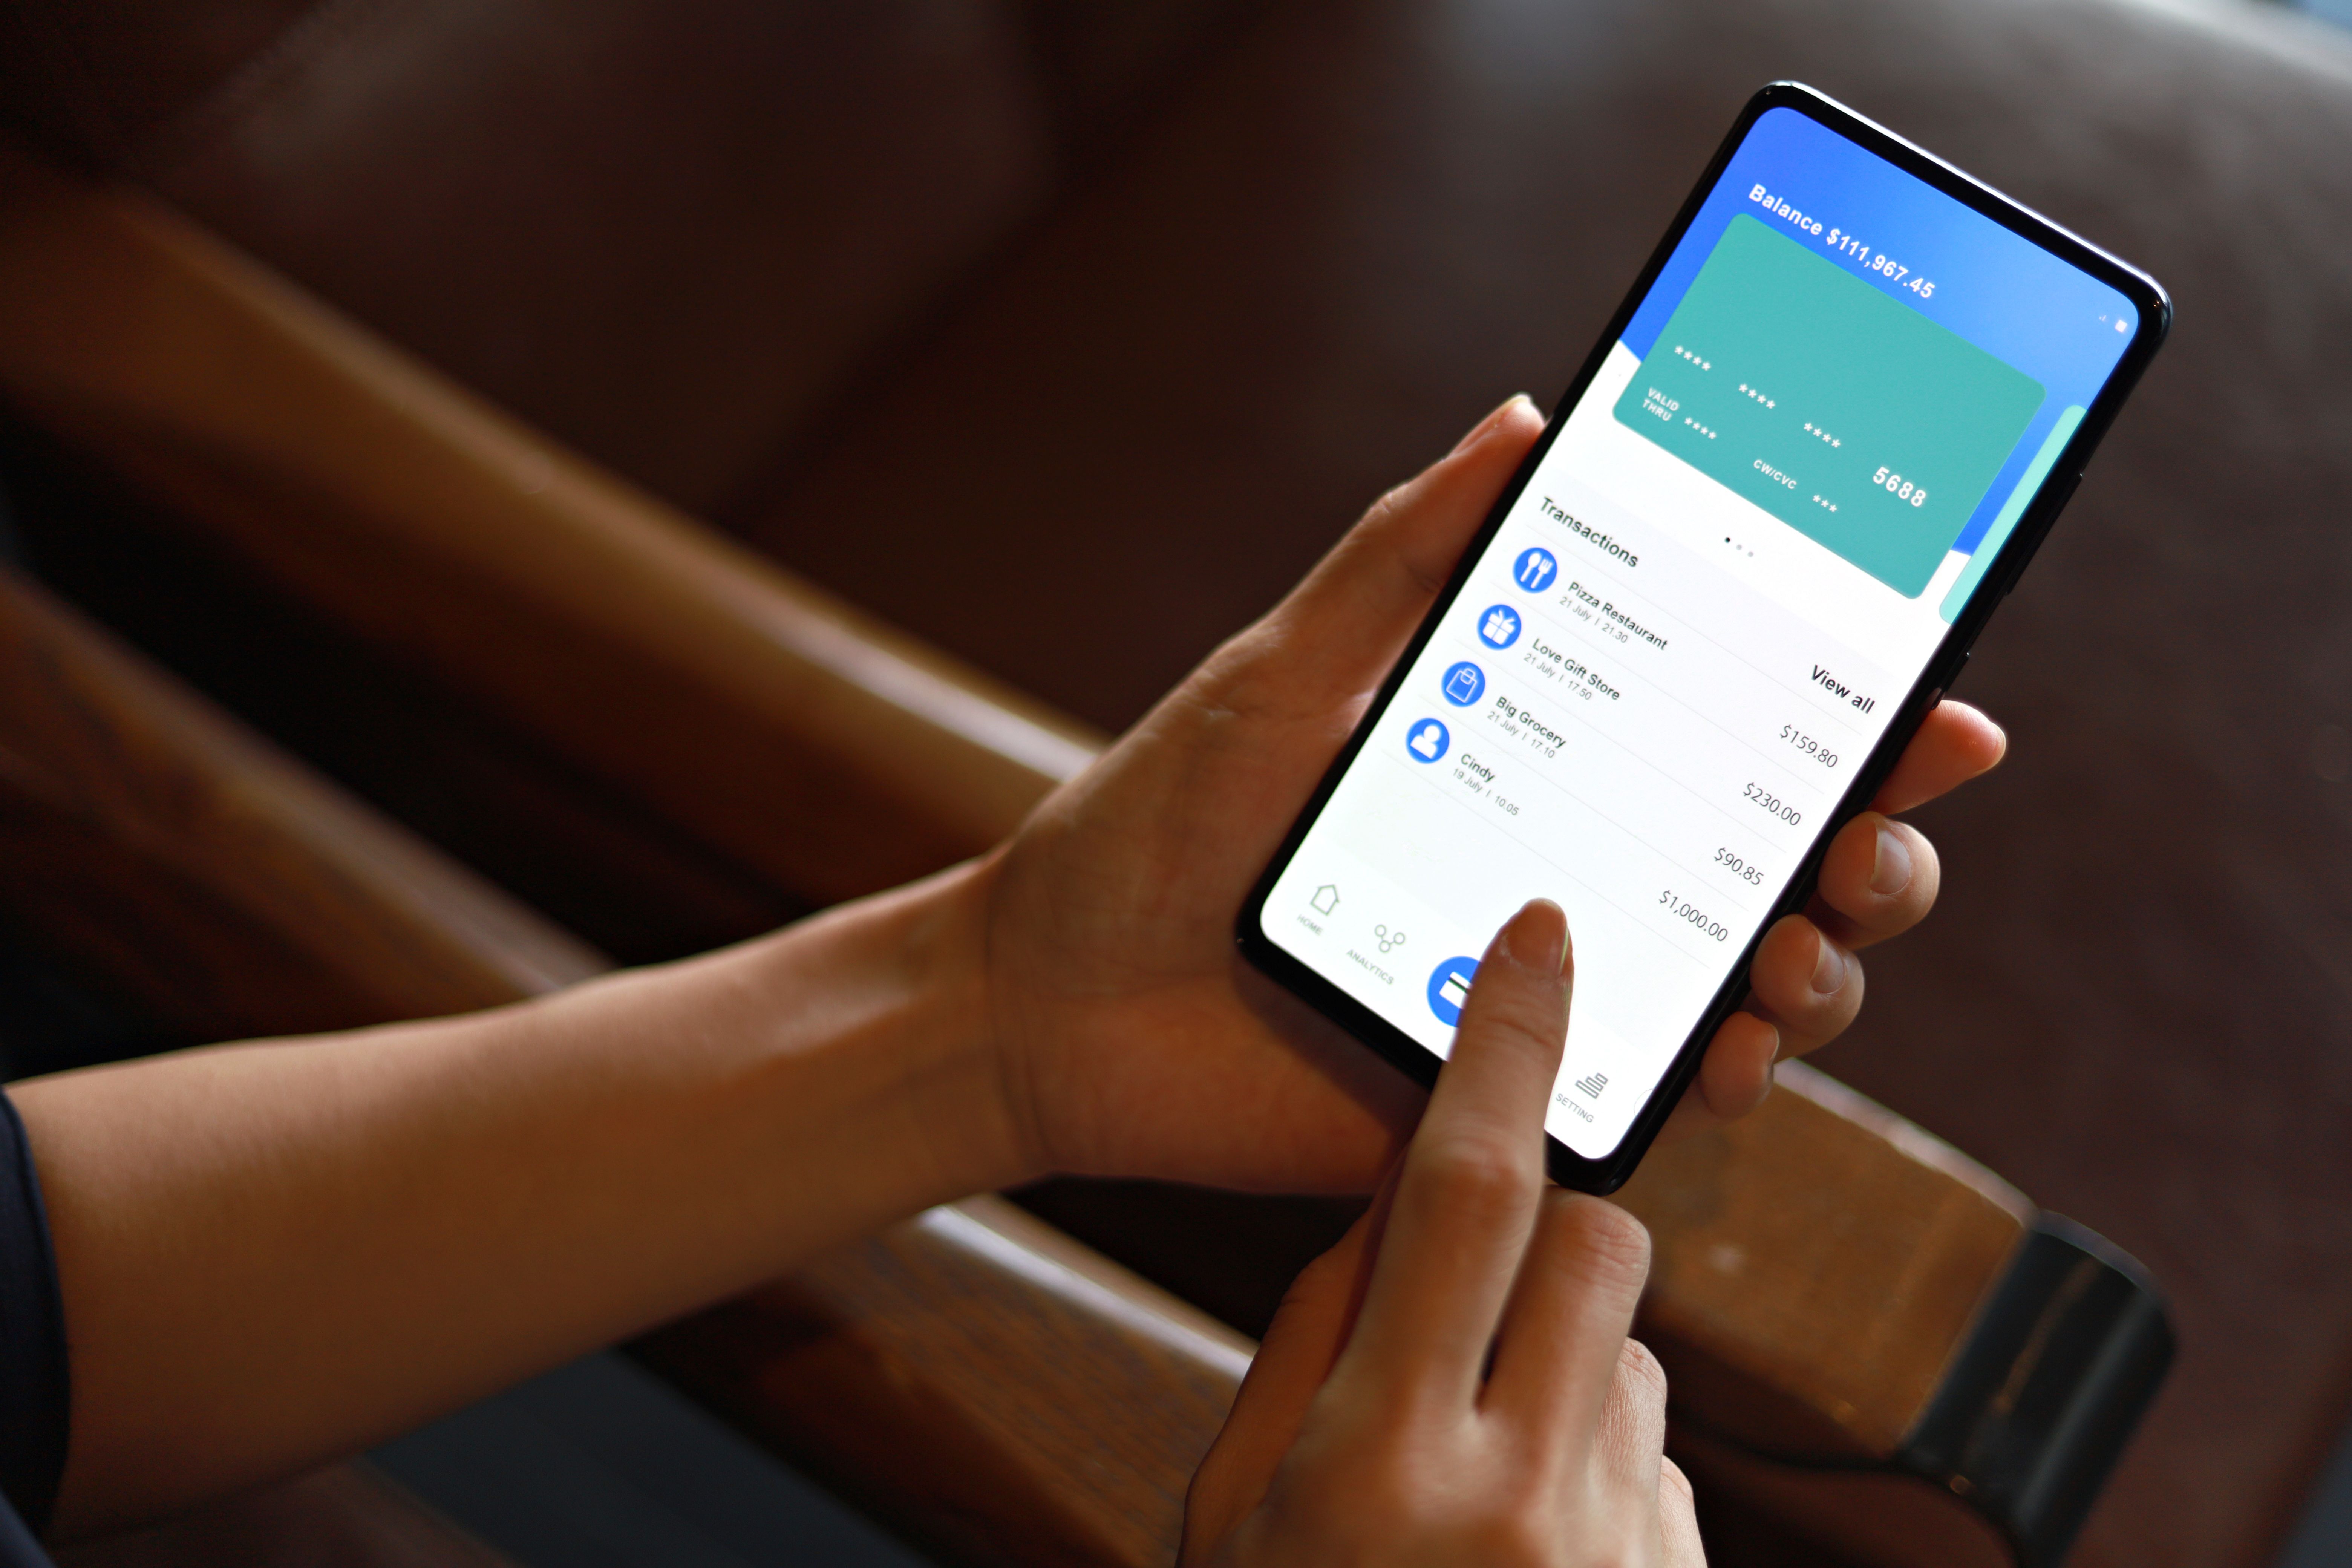 Balance $111,967.45
**** **** **** 5688
VALID
THRU **** CW/CVC ***
Transactions View all
Pizza Restaurant $159.80
21 July | 21.30
Love Gift Store $230.00
21 July | 17.50
Big Grocery $90.85
21 July | 17.10
Cindy $1,000.00
19 July | 10.05
HOME ANALYTICS SETTING